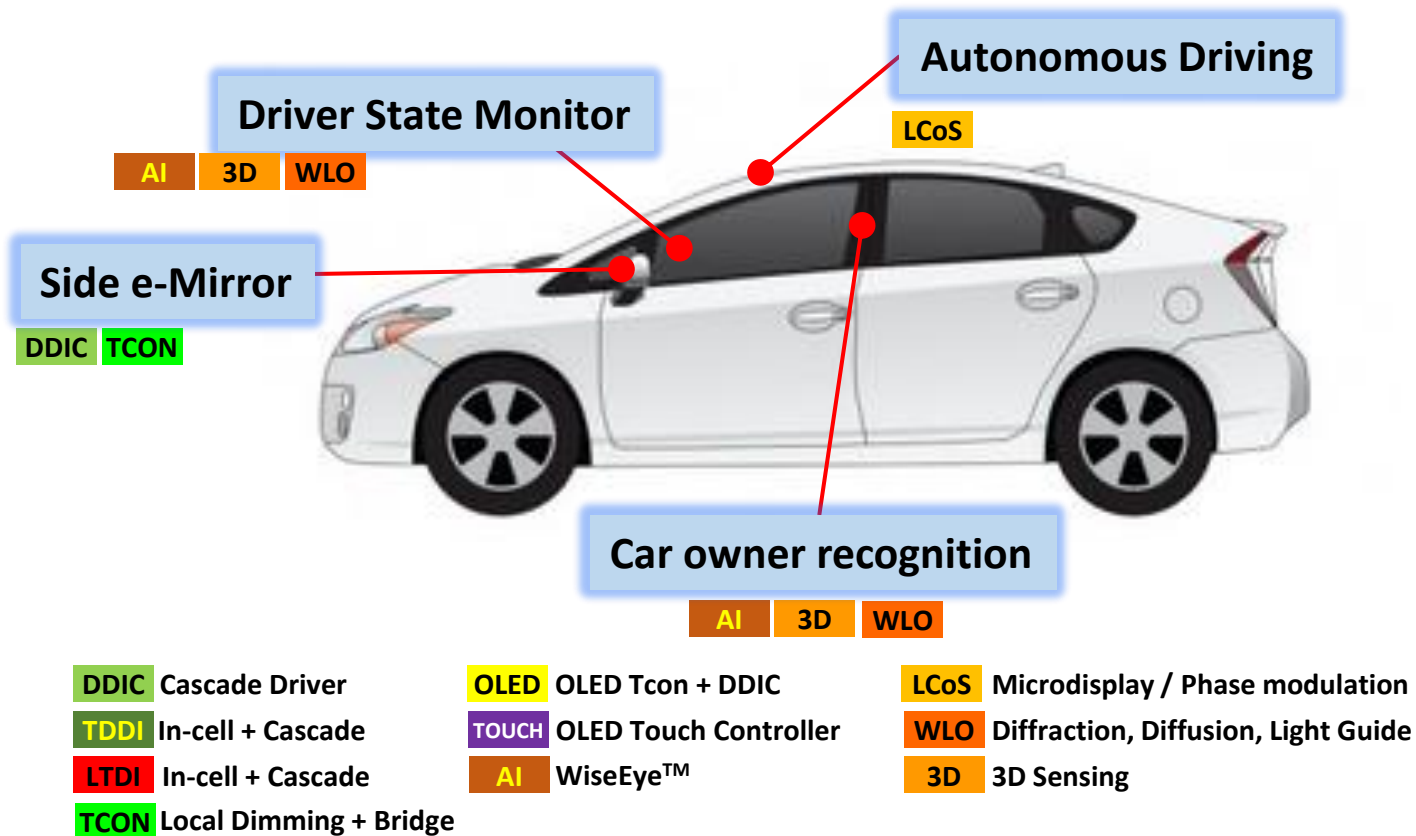 Autonomous Driving
LCoS
Driver State Monitor
AI 3D WLO
Side e-Mirror
DDIC TCON
Car owner recognition
AI 3D WLO
DDIC Cascade Driver
TDDI In-cell + Cascade
LTDI In-cell + Cascade
TCON Local Dimming + Bridge
OLED OLED Tcon + DDIC
TOUCH OLED Touch Controller
AI WiseEye™
LCoS Microdisplay / Phase modulation
WLO Diffraction, Diffusion, Light Guide
3D 3D Sensing